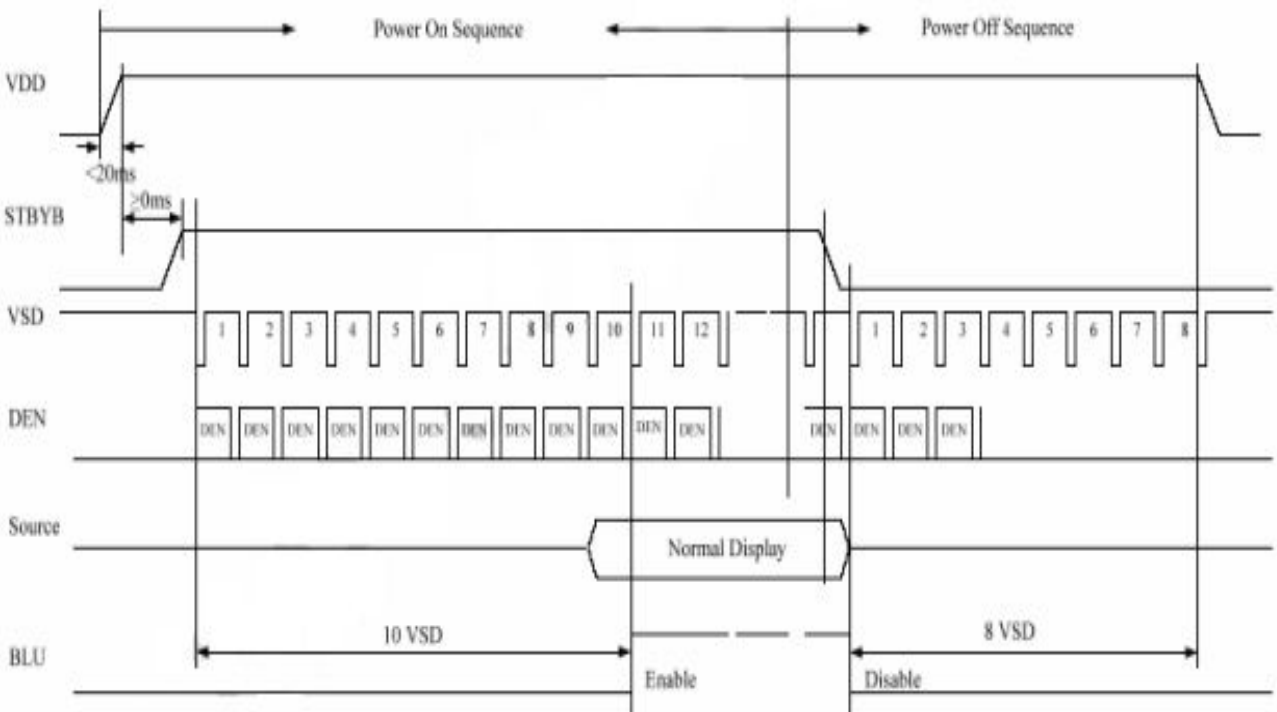 Power On Sequence
Power Off Sequence
VDD
<20ms
≥0ms
STBYB
VSD
1 2 3 4 5 6 7 8 9 10 11 12 1 2 3 4 5 6 7 8
DEN
DEN DEN DEN DEN DEN DEN DEN DEN DEN DEN DEN DEN DEN DEN DEN DEN
Source
Normal Display
10 VSD
8 VSD
BLU
Enable
Disable